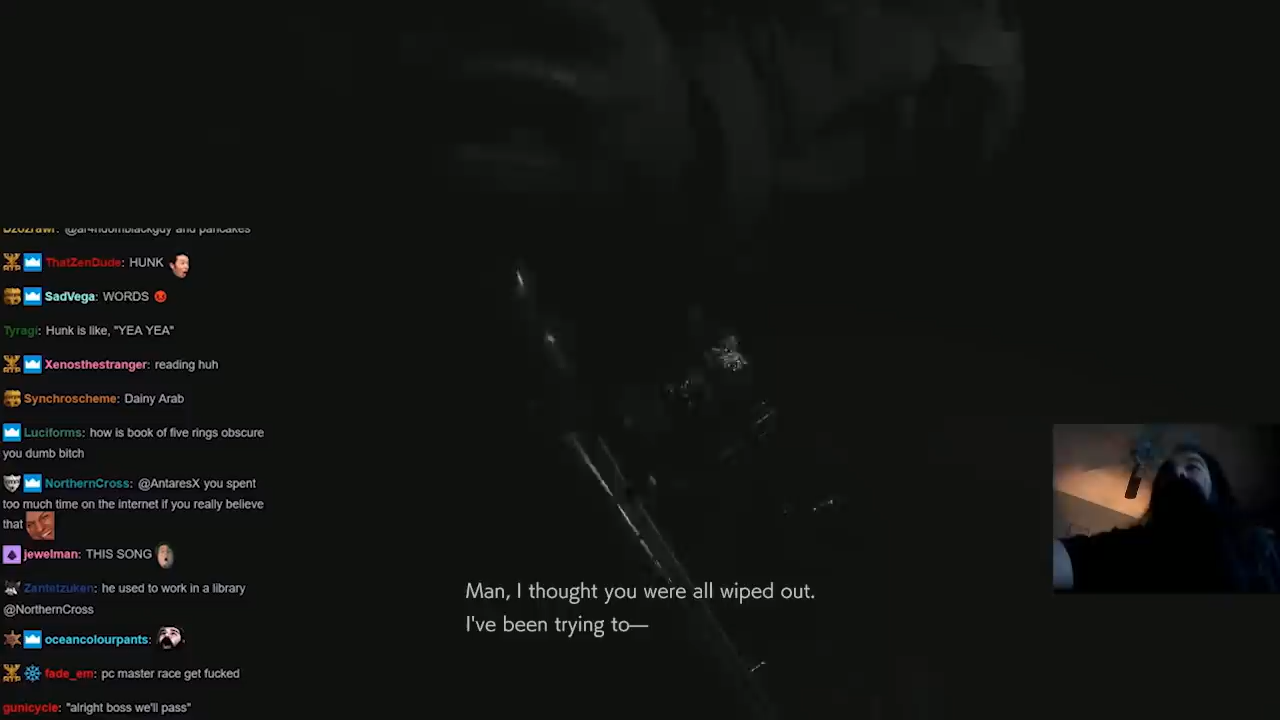 Dzozrawr: @ar4ndomblackguy and pancakes
ThatZenDude: HUNK
SadVega: WORDS
Tyragi: Hunk is like, "YEA YEA"
Xenosthestranger: reading huh
Synchroscheme: Dainy Arab
Luciforms: how is book of five rings obscure
you dumb bitch
NorthernCross: @AntaresX you spent
too much time on the internet if you really believe
that
jewelman: THIS SONG
Zantetzuken: he used to work in a library
@NorthernCross
oceancolourpants:
fade_em: pc master race get fucked
gunicycle: "alright boss we'll pass"
Man, I thought you were all wiped out.
I've been trying to—